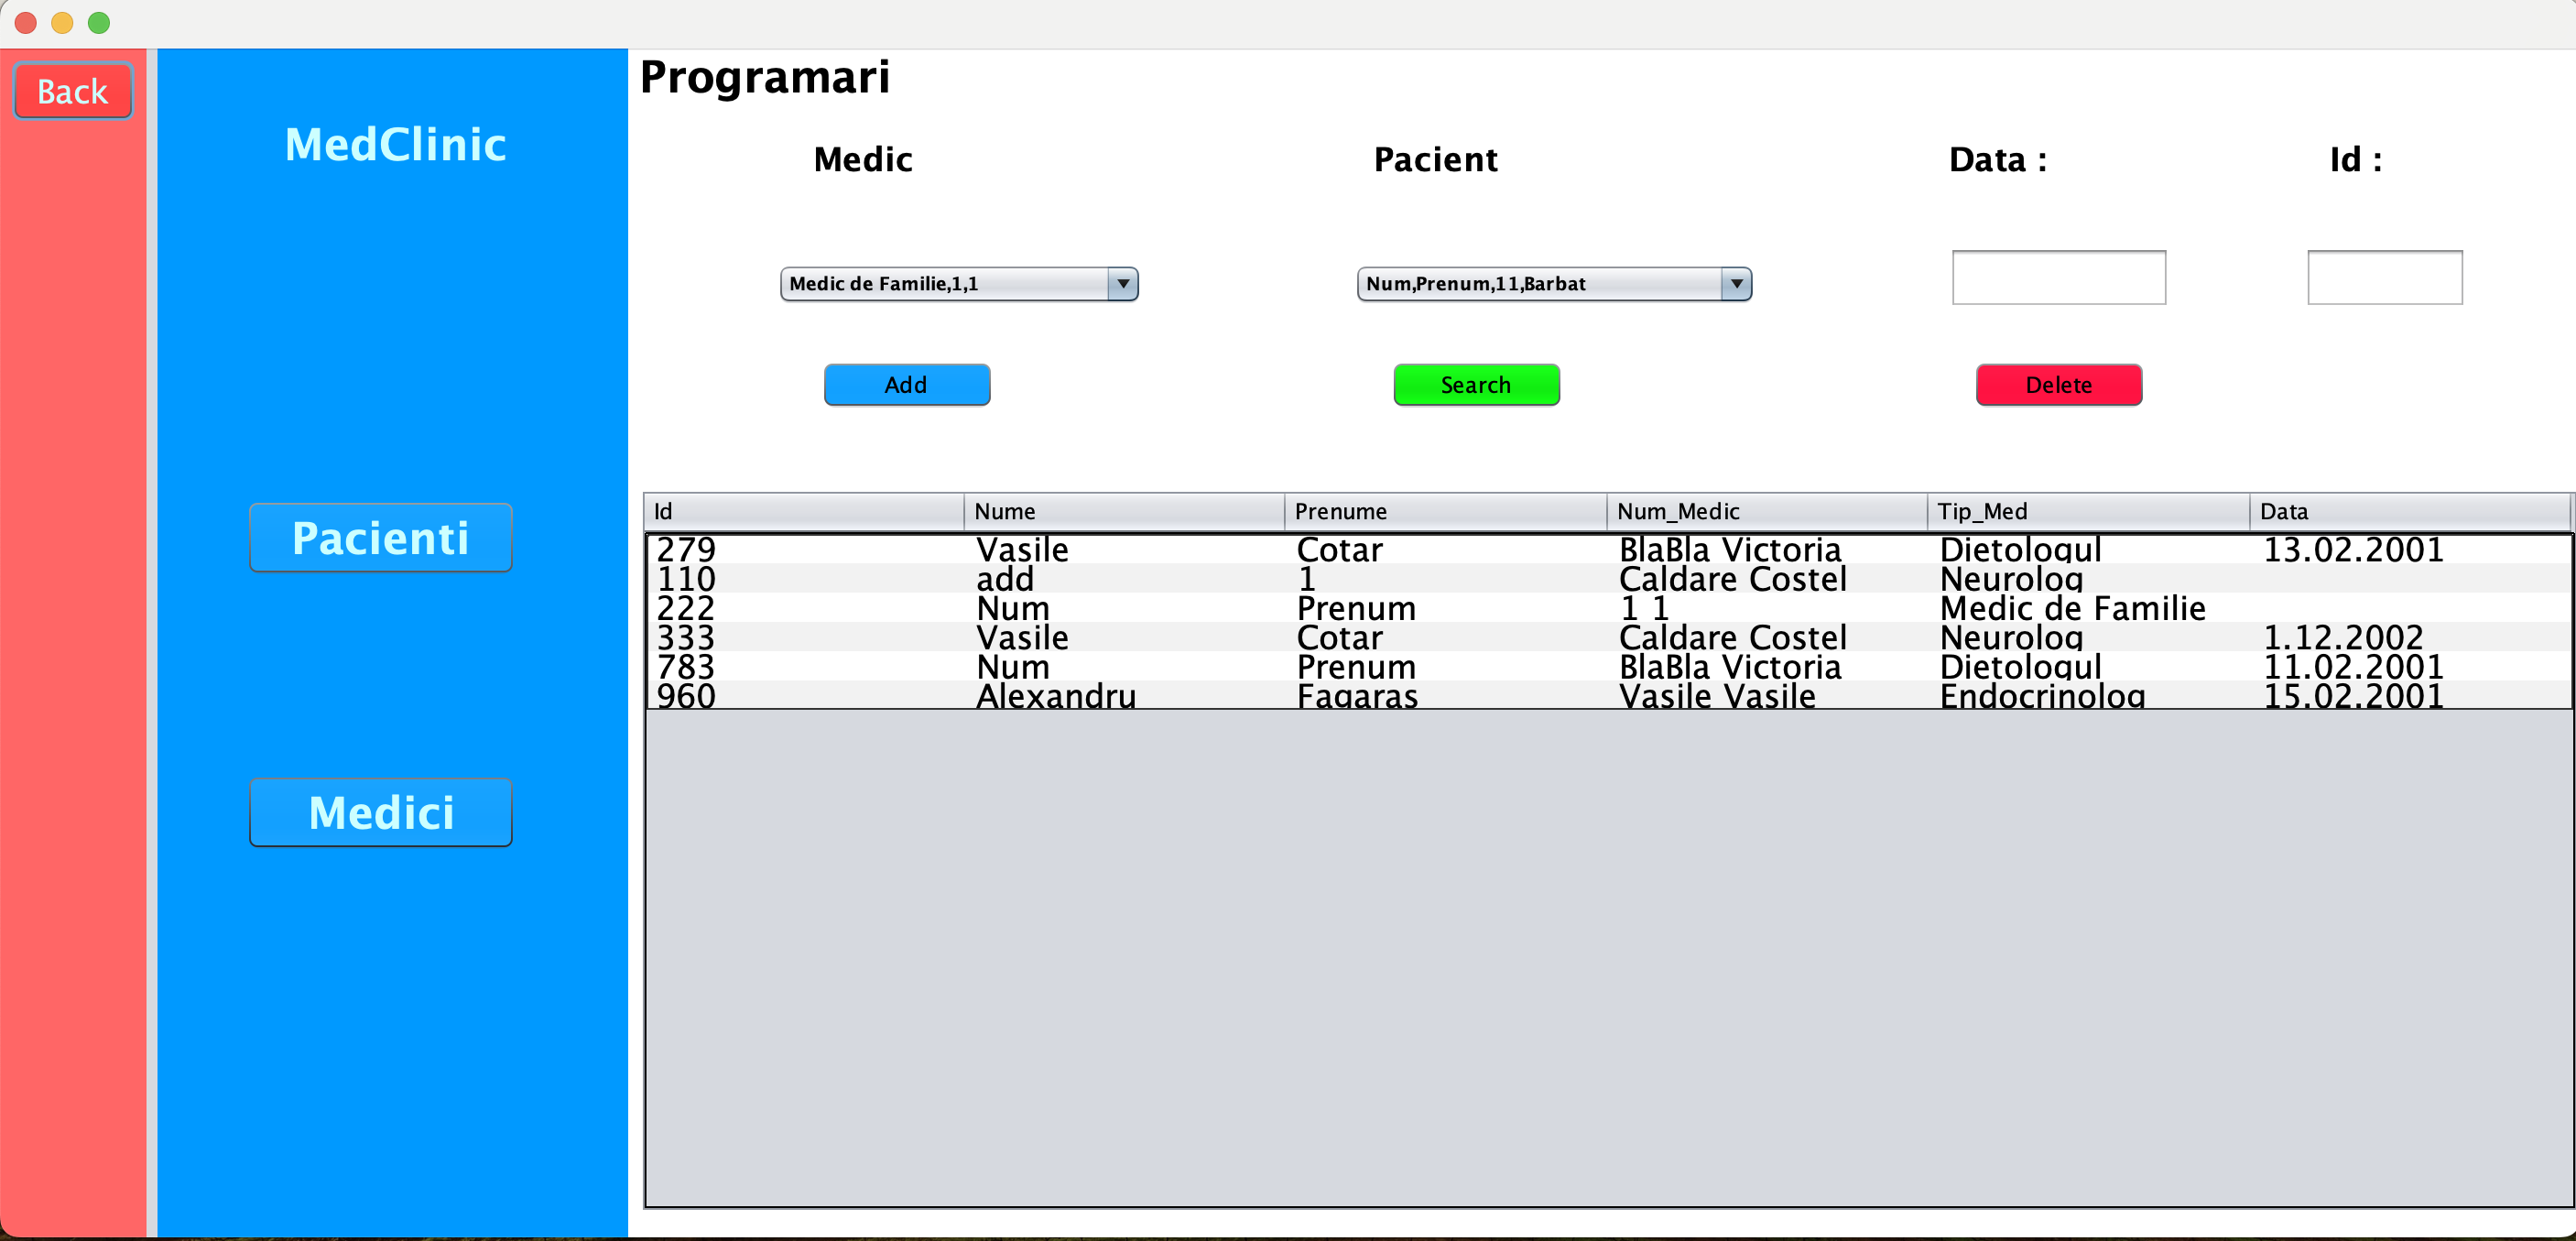 Back
MedClinic
Pacienti
Medici
Programari
Medic Pacient Data : Id :
Medic de Familie,1,1 Num,Prenum,11,Barbat
Add Search Delete
Id Nume Prenume Num_Medic Tip_Med Data
279 Vasile Cotar BlaBla Victoria Dietologul 13.02.2001
110 add 1 Caldare Costel Neurolog
222 Num Prenum 1 1 Medic de Familie
333 Vasile Cotar Caldare Costel Neurolog 1.12.2002
783 Num Prenum BlaBla Victoria Dietologul 11.02.2001
960 Alexandru Fagaras Vasile Vasile Endocrinolog 15.02.2001